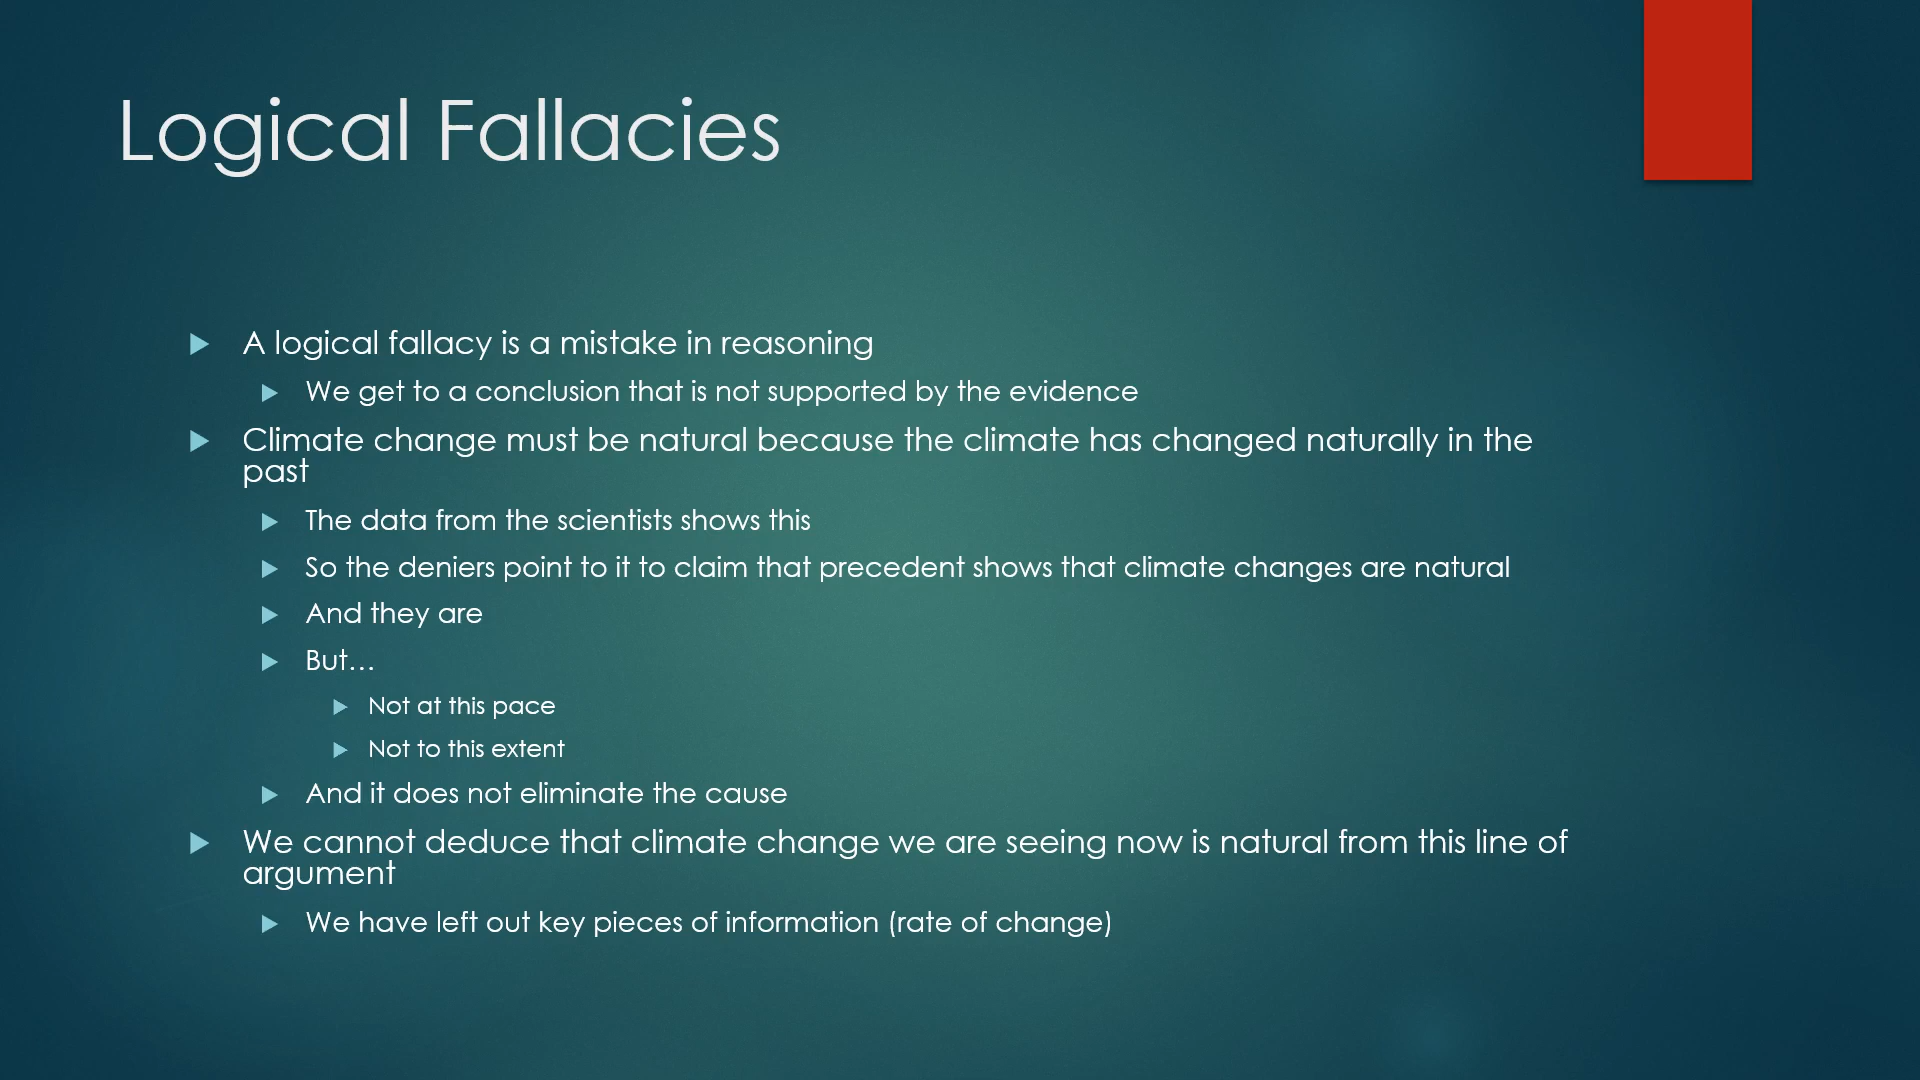 Logical Fallacies
A logical fallacy is a mistake in reasoning
We get to a conclusion that is not supported by the evidence
Climate change must be natural because the climate has changed naturally in the
past
The data from the scientists shows this
So the deniers point to it to claim that precedent shows that climate changes are natural
And they are
But…
Not at this pace
Not to this extent
And it does not eliminate the cause
We cannot deduce that climate change we are seeing now is natural from this line of
argument
We have left out key pieces of information (rate of change)